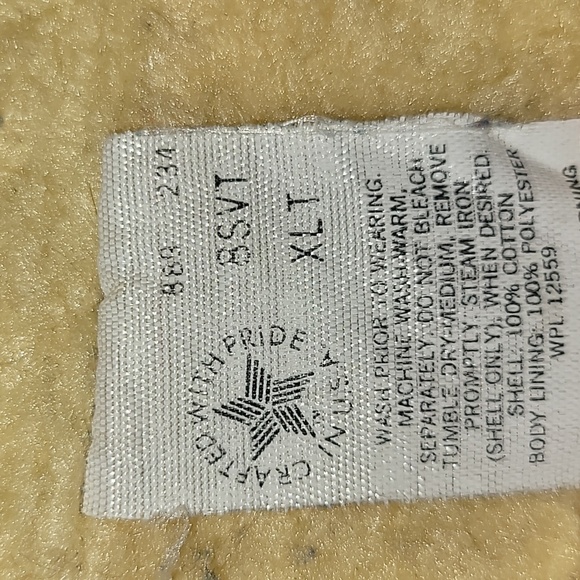 889 234
8SVT
XLT
CRAFTED WITH PRIDE IN U.S.A.
WASH PRIOR TO WEARING.
MACHINE WASH WARM,
SEPARATELY. DO NOT BLEACH.
TUMBLE DRY-MEDIUM, REMOVE
PROMPTLY. STEAM IRON
(SHELL ONLY), WHEN DESIRED.
SHELL: 100% COTTON
BODY LINING: 100% POLYESTER
WPL 12559